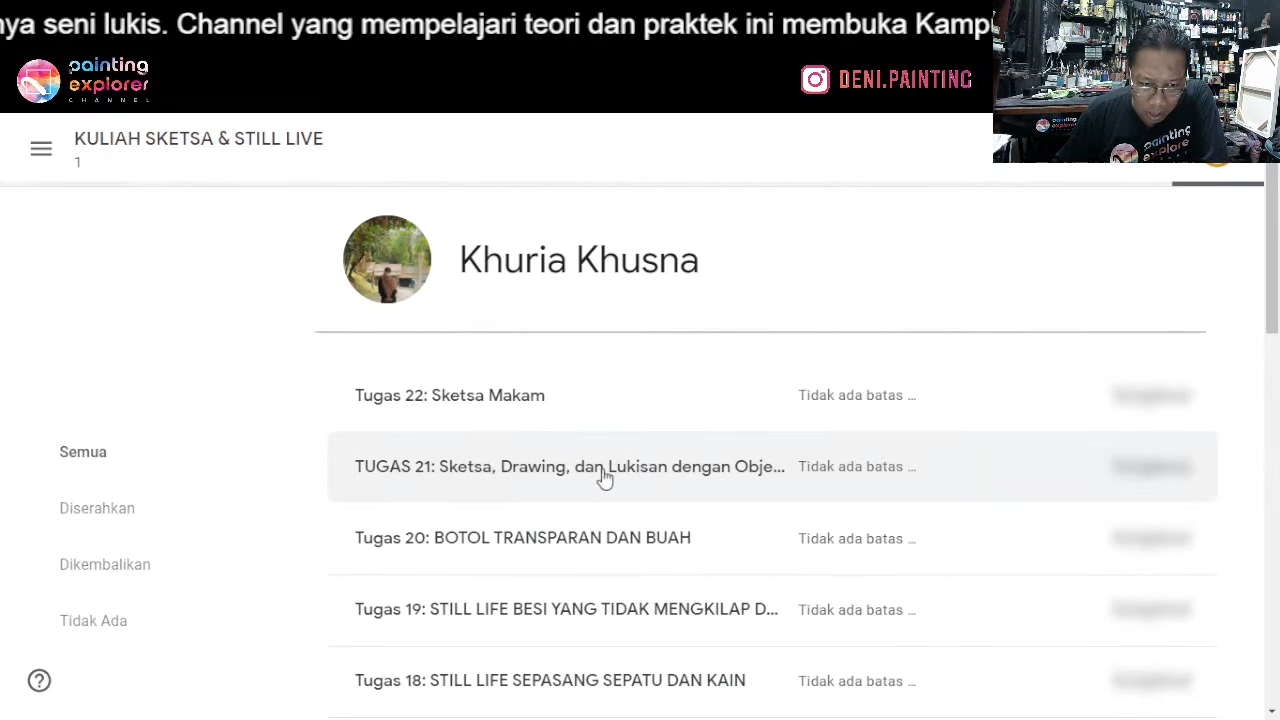 nya seni lukis. Channel yang mempelajari teori dan praktek ini membuka Kampu
painting
explorer
CHANNEL
DENI.PAINTING
painting
explore
KULIAH SKETSA & STILL LIVE
1
Khuria Khusna
Tugas 22: Sketsa Makam Tidak ada batas ...
Semua
TUGAS 21: Sketsa, Drawing, dan Lukisan dengan Obje... Tidak ada batas ...
Diserahkan
Tugas 20: BOTOL TRANSPARAN DAN BUAH Tidak ada batas ...
Dikembalikan
Tugas 19: STILL LIFE BESI YANG TIDAK MENGKILAP D... Tidak ada batas ...
Tidak Ada
Tugas 18: STILL LIFE SEPASANG SEPATU DAN KAIN Tidak ada batas ...